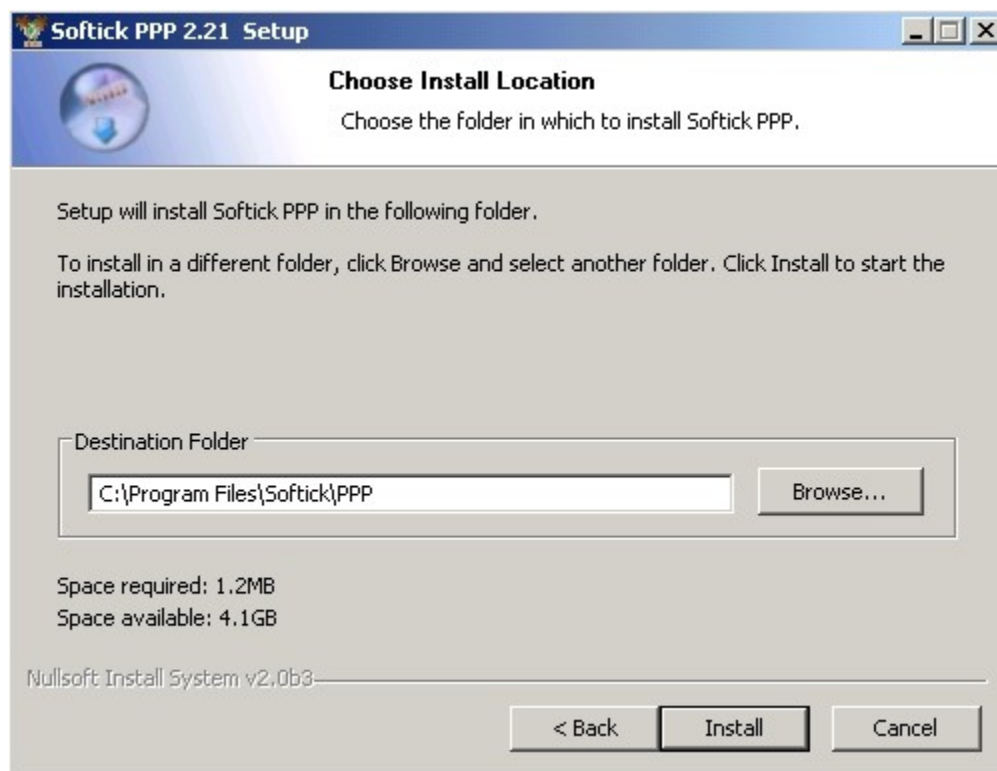 Softick PPP 2.21 Setup
Choose Install Location
Choose the folder in which to install Softick PPP.
Setup will install Softick PPP in the following folder.
To install in a different folder, click Browse and select another folder. Click Install to start the
installation.
Destination Folder
C:\Program Files\Softick\PPP
Browse...
Space required: 1.2MB
Space available: 4.1GB
Nullsoft Install System v2.0b3
< Back
Install
Cancel